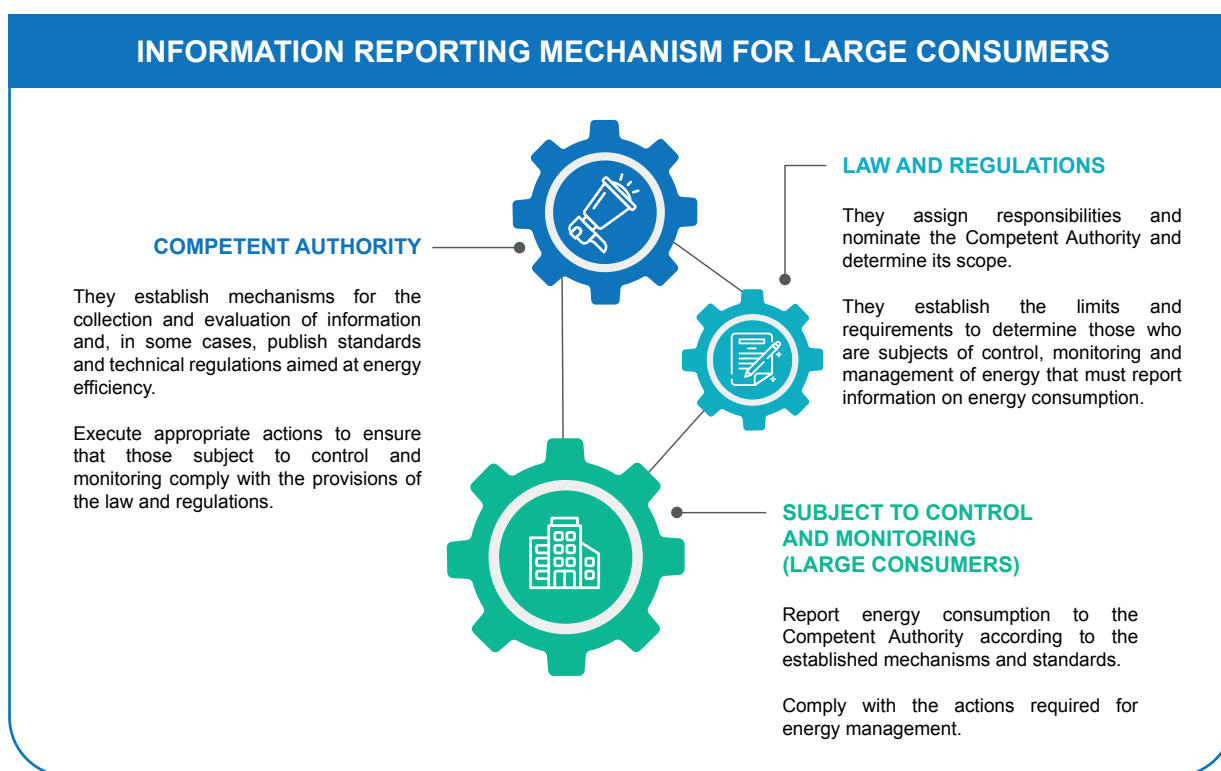 INFORMATION REPORTING MECHANISM FOR LARGE CONSUMERS
COMPETENT AUTHORITY
They establish mechanisms for the
collection and evaluation of information
and, in some cases, publish standards
and technical regulations aimed at energy
efficiency.
Execute appropriate actions to ensure
that those subject to control and
monitoring comply with the provisions of
the law and regulations.
LAW AND REGULATIONS
They assign responsibilities and
nominate the Competent Authority and
determine its scope.
They establish the limits and
requirements to determine those who
are subjects of control, monitoring and
management of energy that must report
information on energy consumption.
SUBJECT TO CONTROL
AND MONITORING
(LARGE CONSUMERS)
Report energy consumption to the
Competent Authority according to the
established mechanisms and standards.
Comply with the actions required for
energy management.